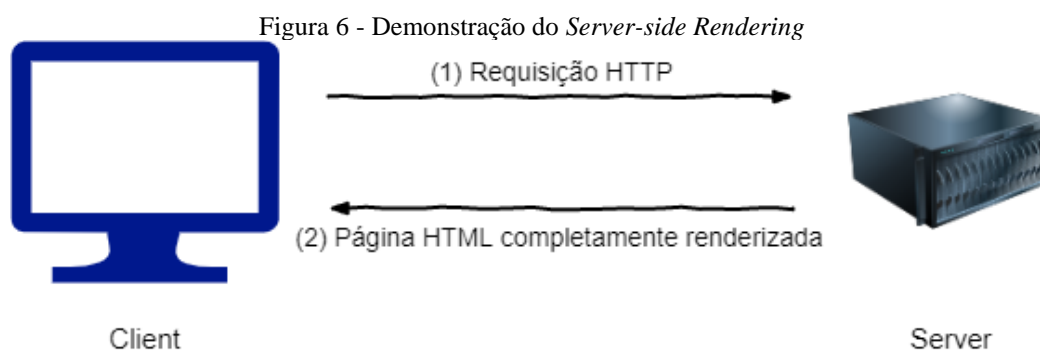 Figura 6 - Demonstração do Server-side Rendering
(1) Requisição HTTP
(2) Página HTML completamente renderizada
Client
Server